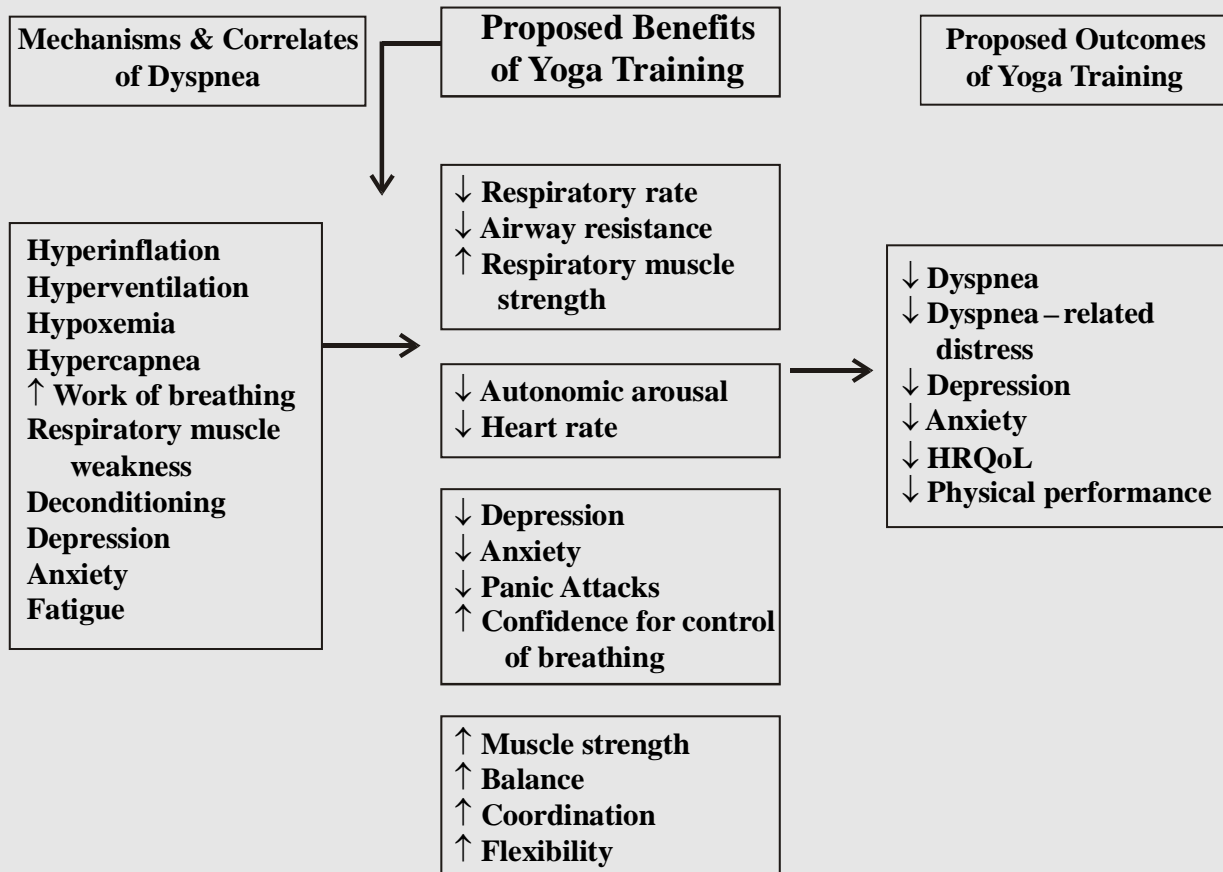 Mechanisms & Correlates
of Dyspnea
Proposed Benefits
of Yoga Training
Proposed Outcomes
of Yoga Training
Hyperinflation
Hyperventilation
Hypoxemia
Hypercapnea
↑ Work of breathing
Respiratory muscle
weakness
Deconditioning
Depression
Anxiety
Fatigue
↓ Respiratory rate
↓ Airway resistance
↑ Respiratory muscle
strength
↓ Autonomic arousal
↓ Heart rate
↓ Depression
↓ Anxiety
↓ Panic Attacks
↑ Confidence for control
of breathing
↑ Muscle strength
↑ Balance
↑ Coordination
↑ Flexibility
↓ Dyspnea
↓ Dyspnea – related
distress
↓ Depression
↓ Anxiety
↓ HRQoL
↓ Physical performance